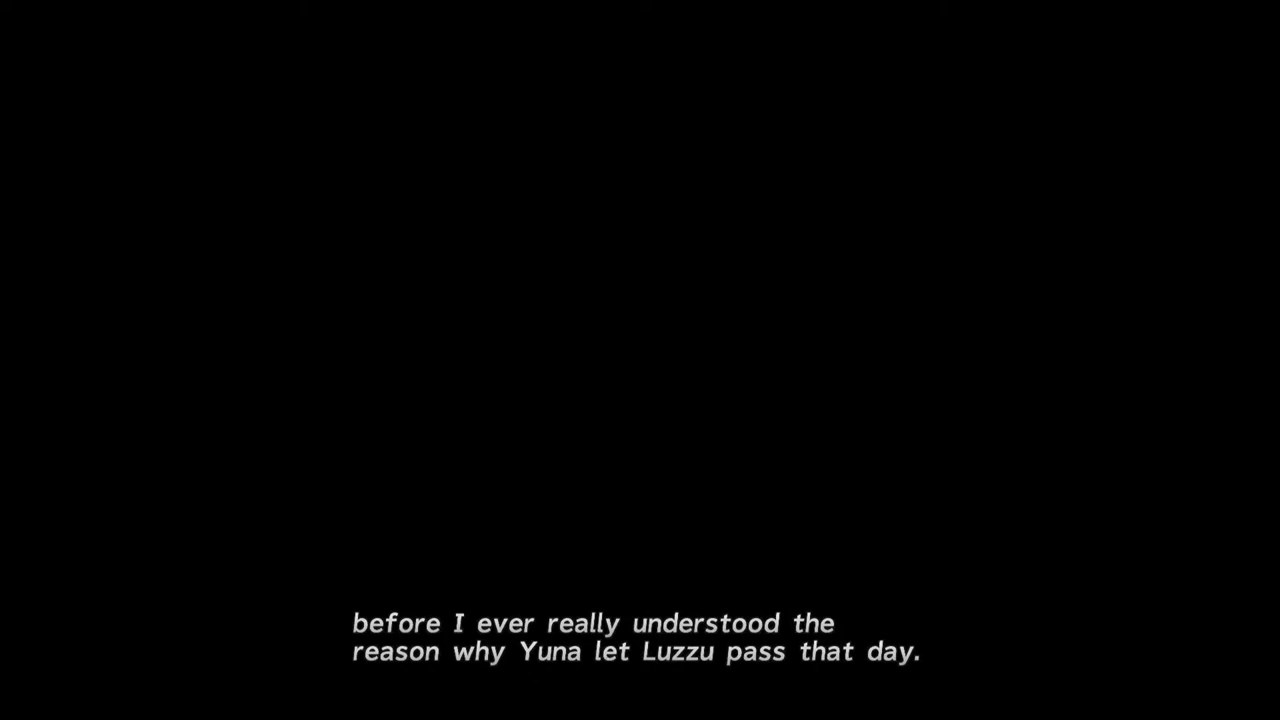 before I ever really understood the
reason why Yuna let Luzzu pass that day.